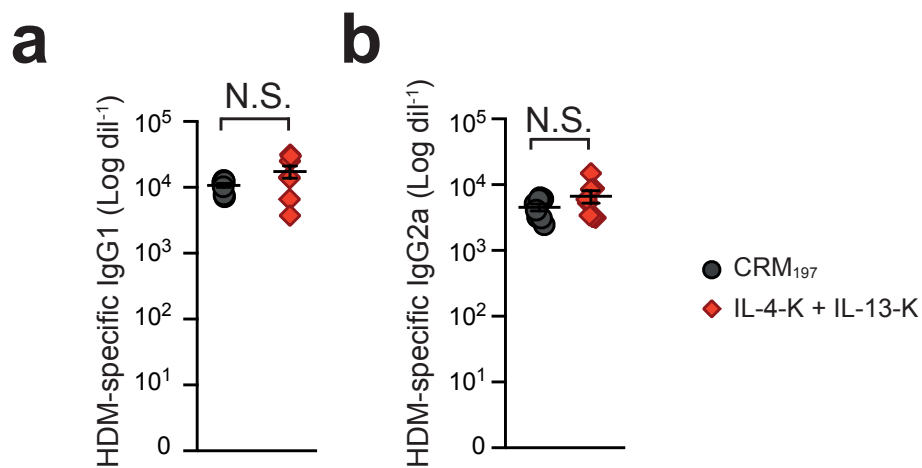 a
HDM-specific IgG1 (Log dil⁻¹)
N.S.
10⁵
10⁴
10³
10²
10¹
0
b
HDM-specific IgG2a (Log dil⁻¹)
N.S.
10⁵
10⁴
10³
10²
10¹
0
CRM₁₉₇
IL-4-K + IL-13-K